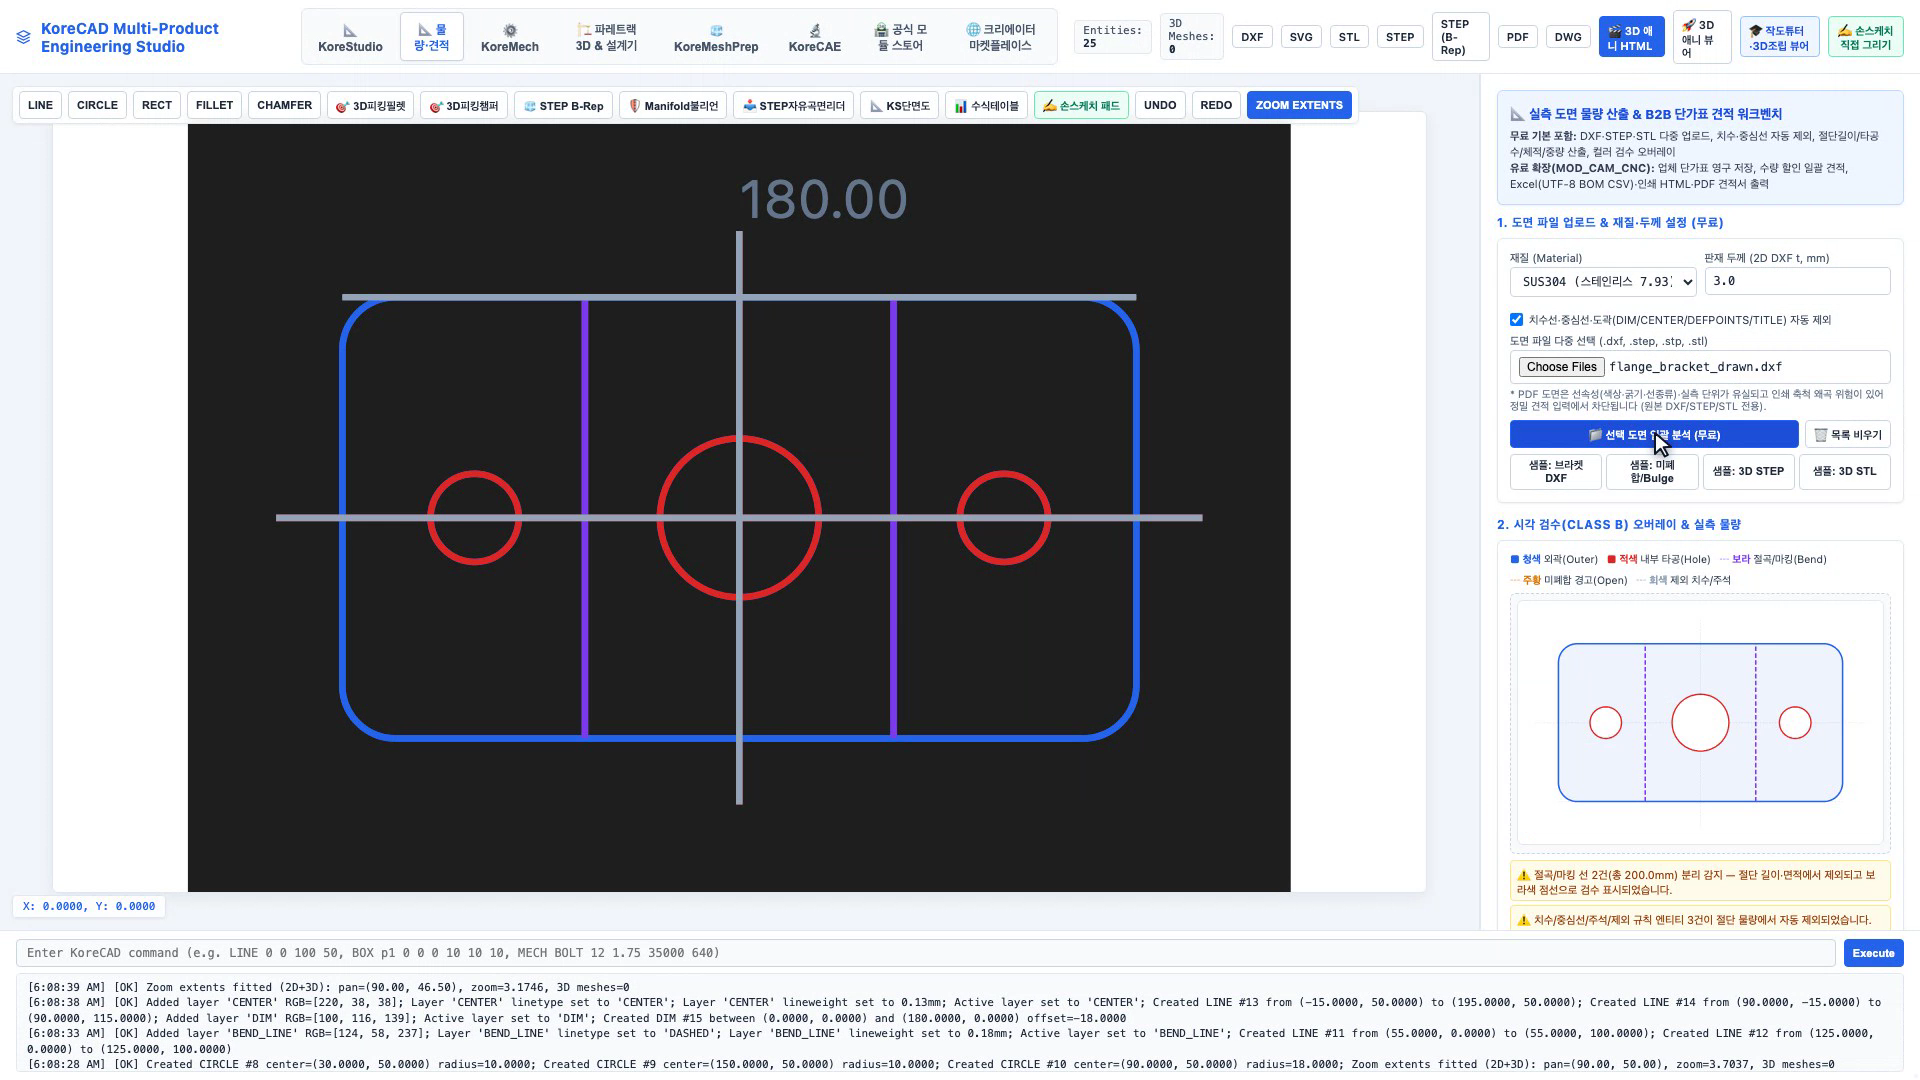 KoreCAD Multi-Product
Engineering Studio
KoreStudio
물
량·견적
KoreMech
파레트랙
3D & 설계기
KoreMeshPrep
KoreCAE
공식 모
듈 스토어
크리에이터
마켓플레이스
Entities:
25
3D
Meshes:
0
DXF
SVG
STL
STEP
STEP
(B-
Rep)
PDF
DWG
3D 애
니 HTML
3D
애니 뷰
어
작도튜터
·3D조립 뷰어
손스케치
직접 그리기
LINE
CIRCLE
RECT
FILLET
CHAMFER
3D피킹필렛
3D피킹챔퍼
STEP B-Rep
Manifold불리언
STEP자유곡면리더
KS단면도
수식테이블
손스케치 패드
UNDO
REDO
ZOOM EXTENTS
180.00
X: 0.0000, Y: 0.0000
실측 도면 물량 산출 & B2B 단가표 견적 워크벤치
무료 기본 포함: DXF·STEP·STL 다중 업로드, 치수·중심선 자동 제외, 절단길이/타공
수/체적/중량 산출, 컬러 검수 오버레이
유료 확장(MOD_CAM_CNC): 업체 단가표 영구 저장, 수량 할인 일괄 견적,
Excel(UTF-8 BOM CSV)·인쇄 HTML·PDF 견적서 출력
1. 도면 파일 업로드 & 재질·두께 설정 (무료)
재질 (Material)
판재 두께 (2D DXF t, mm)
SUS304 (스테인리스 7.93)
3.0
치수선·중심선·도곽(DIM/CENTER/DEFPOINTS/TITLE) 자동 제외
도면 파일 다중 선택 (.dxf, .step, .stp, .stl)
Choose Files flange_bracket_drawn.dxf
* PDF 도면은 선속성(색상·굵기·선종류)·실측 단위가 유실되고 인쇄 축척 왜곡 위험이 있어
정밀 견적 입력에서 차단됩니다 (원본 DXF/STEP/STL 전용).
선택 도면 분석 (무료)
목록 비우기
샘플: 브라켓
DXF
샘플: 미폐
합/Bulge
샘플: 3D STEP
샘플: 3D STL
2. 시각 검수(CLASS B) 오버레이 & 실측 물량
청색 외곽(Outer) 적색 내부 타공(Hole) 보라 절곡/마킹(Bend)
주황 미폐합 경고(Open) 회색 제외 치수/주석
절곡/마킹 선 2건(총 200.0mm) 분리 감지 — 절단 길이·면적에서 제외되고 보
라색 점선으로 검수 표시되었습니다.
치수/중심선/주석/제외 규칙 엔티티 3건이 절단 물량에서 자동 제외되었습니다.
Enter KoreCAD command (e.g. LINE 0 0 100 50, BOX p1 0 0 0 10 10 10, MECH BOLT 12 1.75 35000 640)
Execute
[6:08:39 AM] [OK] Zoom extents fitted (2D+3D): pan=(90.00, 46.50), zoom=3.1746, 3D meshes=0
[6:08:38 AM] [OK] Added layer 'CENTER' RGB=[220, 38, 38]; Layer 'CENTER' linetype set to 'CENTER'; Layer 'CENTER' lineweight set to 0.13mm; Active layer set to 'CENTER'; Created LINE #13 from (-15.0000, 50.0000) to (195.0000, 50.0000); Created LINE #14 from (90.0000, -15.0000) to
(90.0000, 115.0000); Added layer 'DIM' RGB=[100, 116, 139]; Active layer set to 'DIM'; Created DIM #15 between (0.0000, 0.0000) and (180.0000, 0.0000) offset=-18.0000
[6:08:33 AM] [OK] Added layer 'BEND_LINE' RGB=[124, 58, 237]; Layer 'BEND_LINE' linetype set to 'DASHED'; Layer 'BEND_LINE' lineweight set to 0.18mm; Active layer set to 'BEND_LINE'; Created LINE #11 from (55.0000, 0.0000) to (55.0000, 100.0000); Created LINE #12 from (125.0000,
0.0000) to (125.0000, 100.0000)
[6:08:28 AM] [OK] Created CIRCLE #8 center=(30.0000, 50.0000) radius=10.0000; Created CIRCLE #9 center=(150.0000, 50.0000) radius=10.0000; Created CIRCLE #10 center=(90.0000, 50.0000) radius=18.0000; Zoom extents fitted (2D+3D): pan=(90.00, 50.00), zoom=3.7037, 3D meshes=0